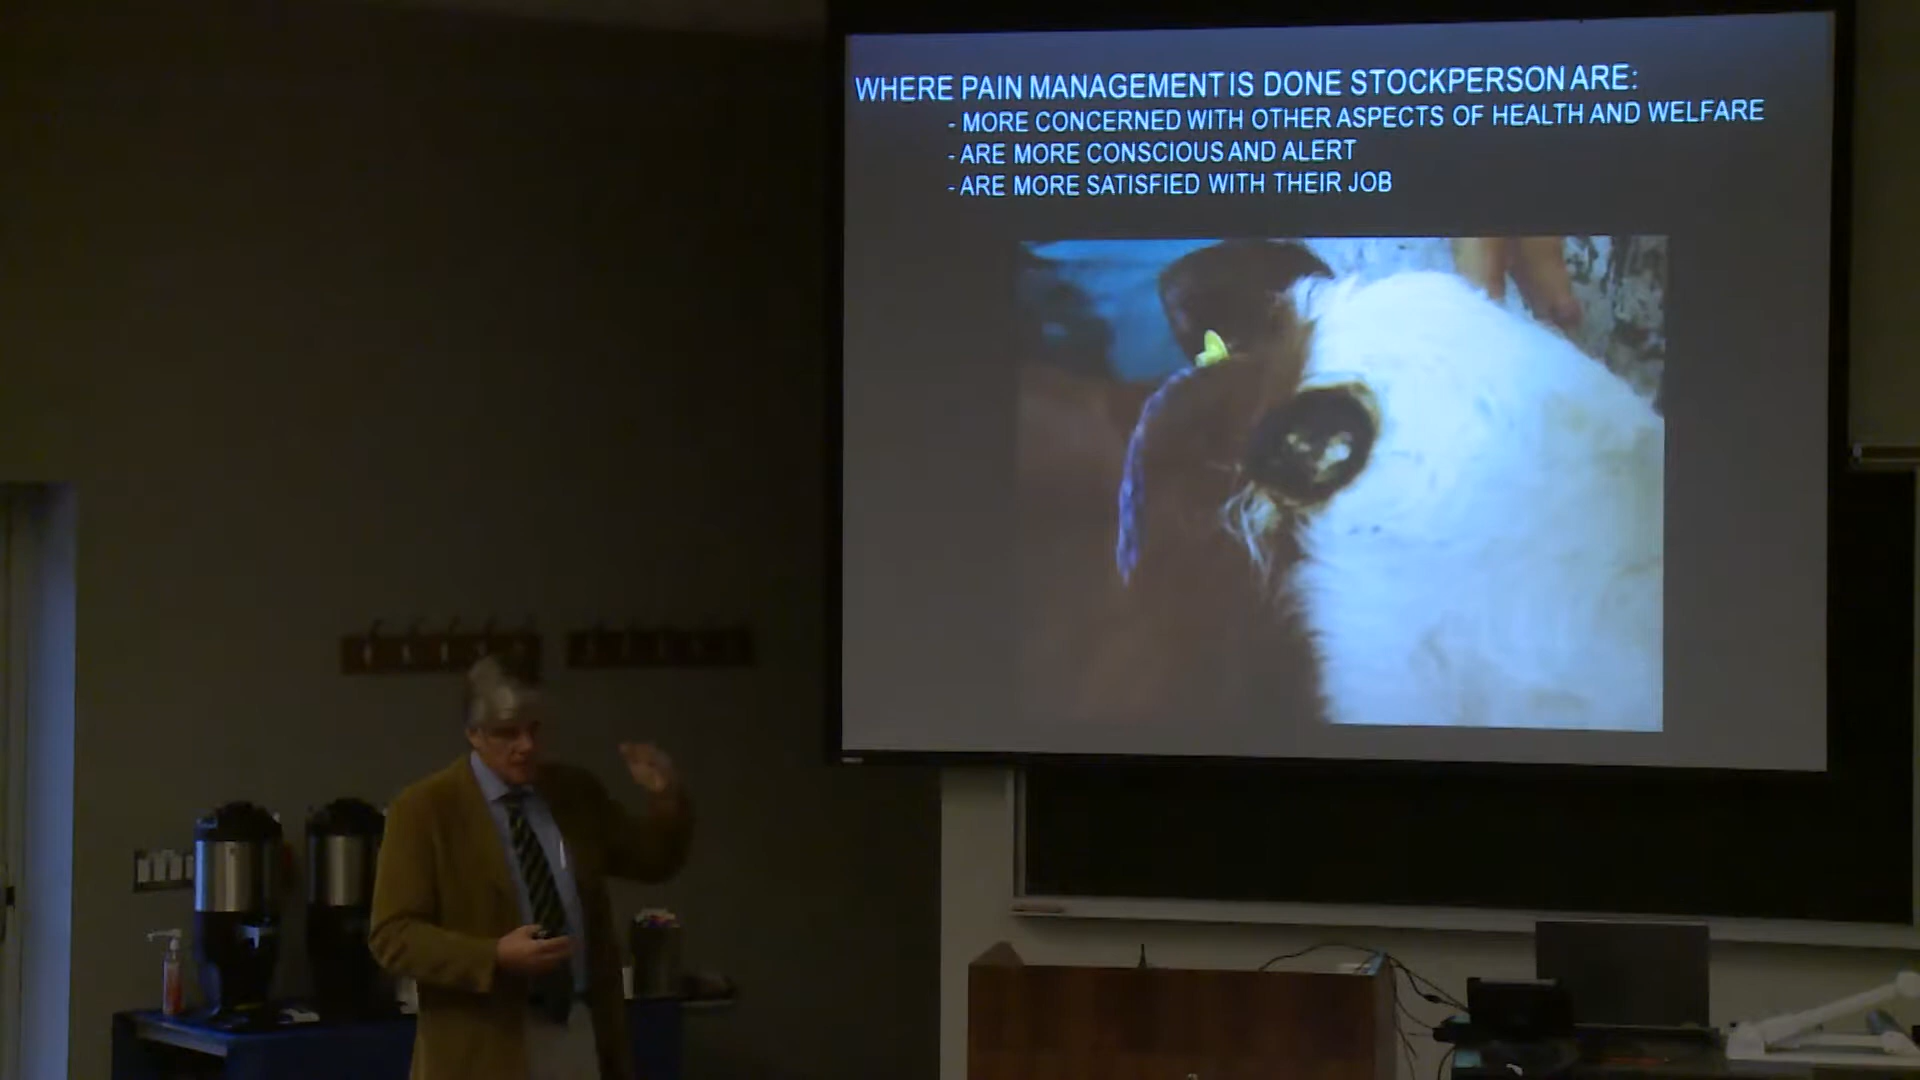 WHERE PAIN MANAGEMENT IS DONE STOCKPERSON ARE:
- MORE CONCERNED WITH OTHER ASPECTS OF HEALTH AND WELFARE
- ARE MORE CONSCIOUS AND ALERT
- ARE MORE SATISFIED WITH THEIR JOB